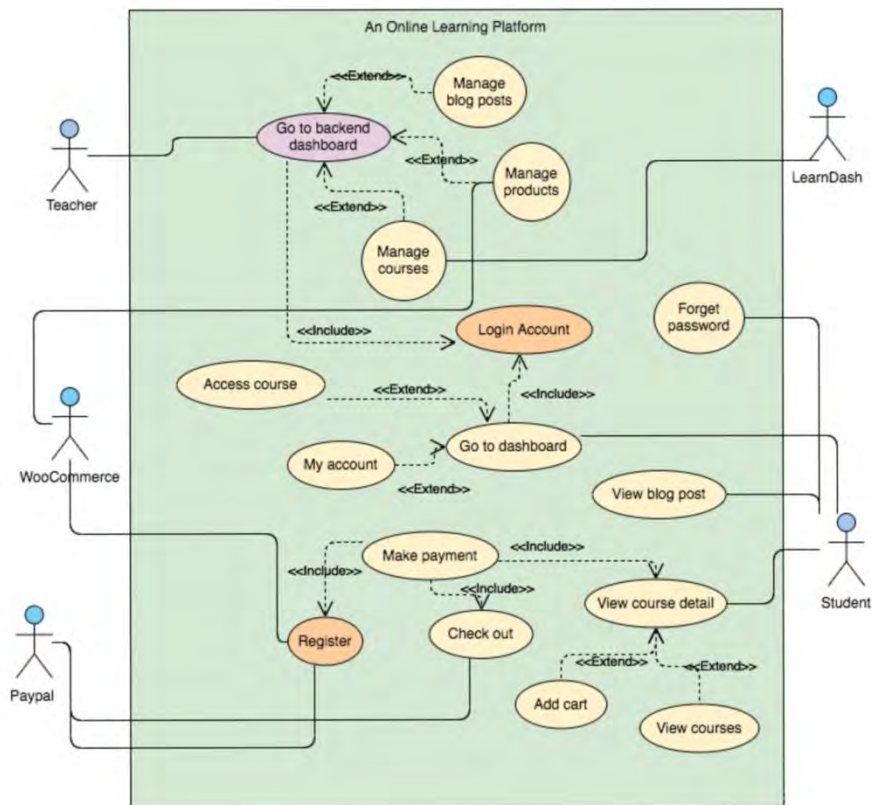 An Online Learning Platform
<<Extend>>
Manage
blog posts
Go to backend
dashboard
Teacher
<<Extend>>
Manage
products
LearnDash
<<Extend>>
Manage
courses
Forget
password
<<Include>>
Login Account
Access course
<<Extend>>
<<Include>>
WooCommerce
My account
Go to dashboard
<<Extend>>
View blog post
Make payment
<<Include>>
<<Include>>
<<Include>>
View course detail
Student
Register
Check out
Paypal
<<Extend>>
<<Extend>>
Add cart
View courses